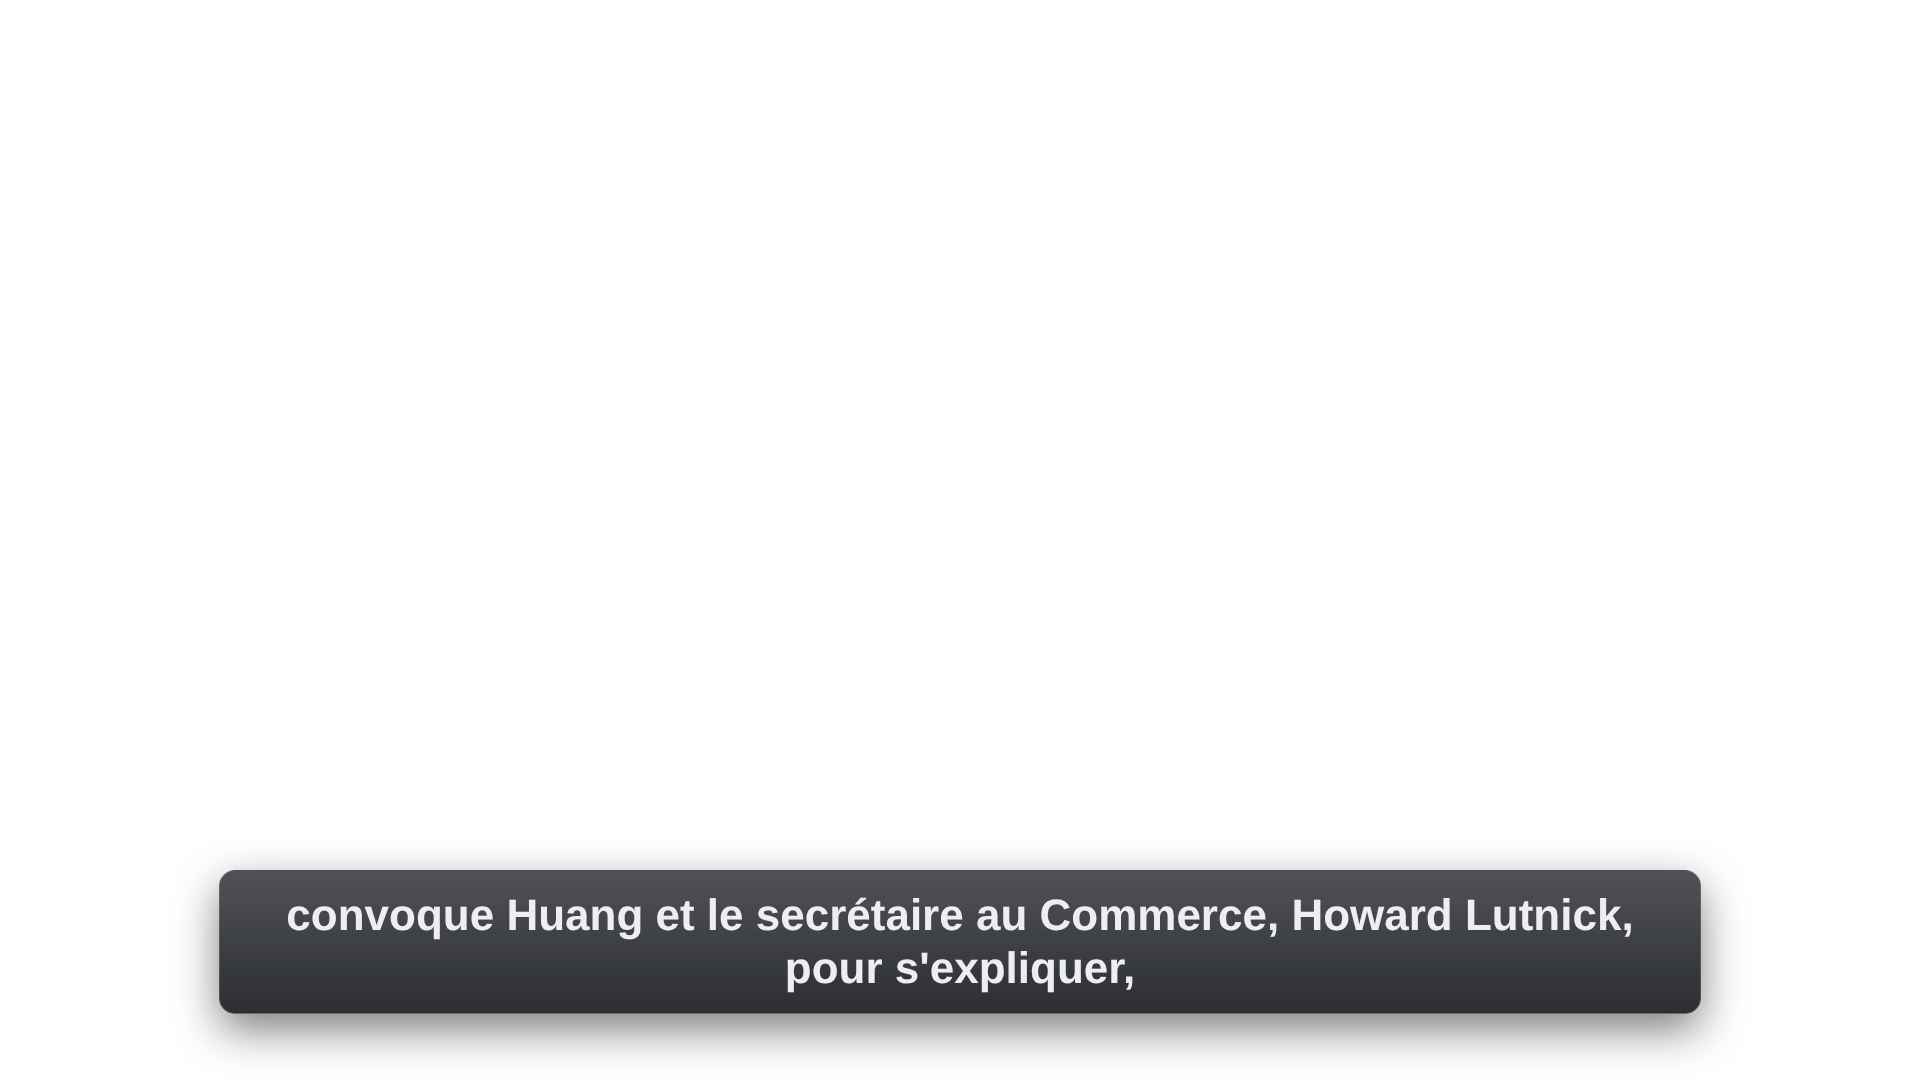 convoque Huang et le secrétaire au Commerce, Howard Lutnick,
pour s'expliquer,